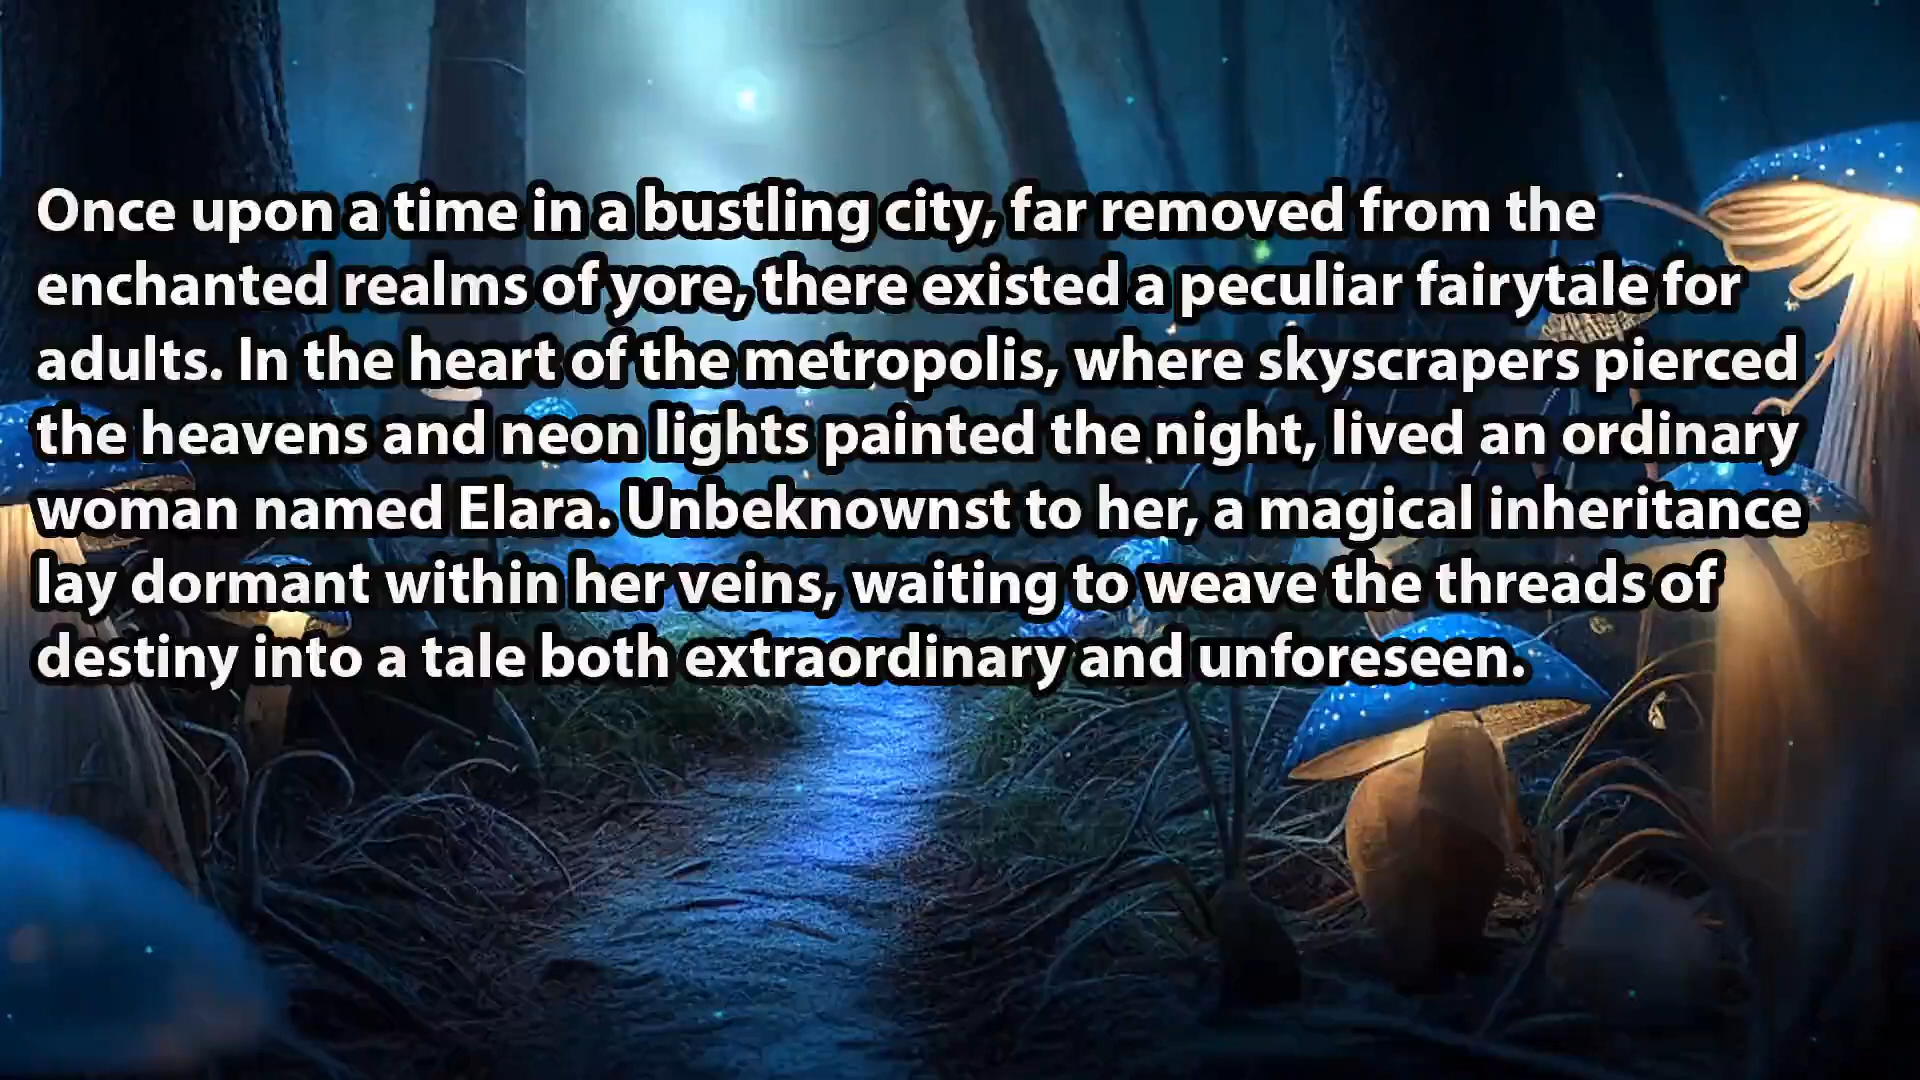 Once upon a time in a bustling city, far removed from the
enchanted realms of yore, there existed a peculiar fairytale for
adults. In the heart of the metropolis, where skyscrapers pierced
the heavens and neon lights painted the night, lived an ordinary
woman named Elara. Unbeknownst to her, a magical inheritance
lay dormant within her veins, waiting to weave the threads of
destiny into a tale both extraordinary and unforeseen.